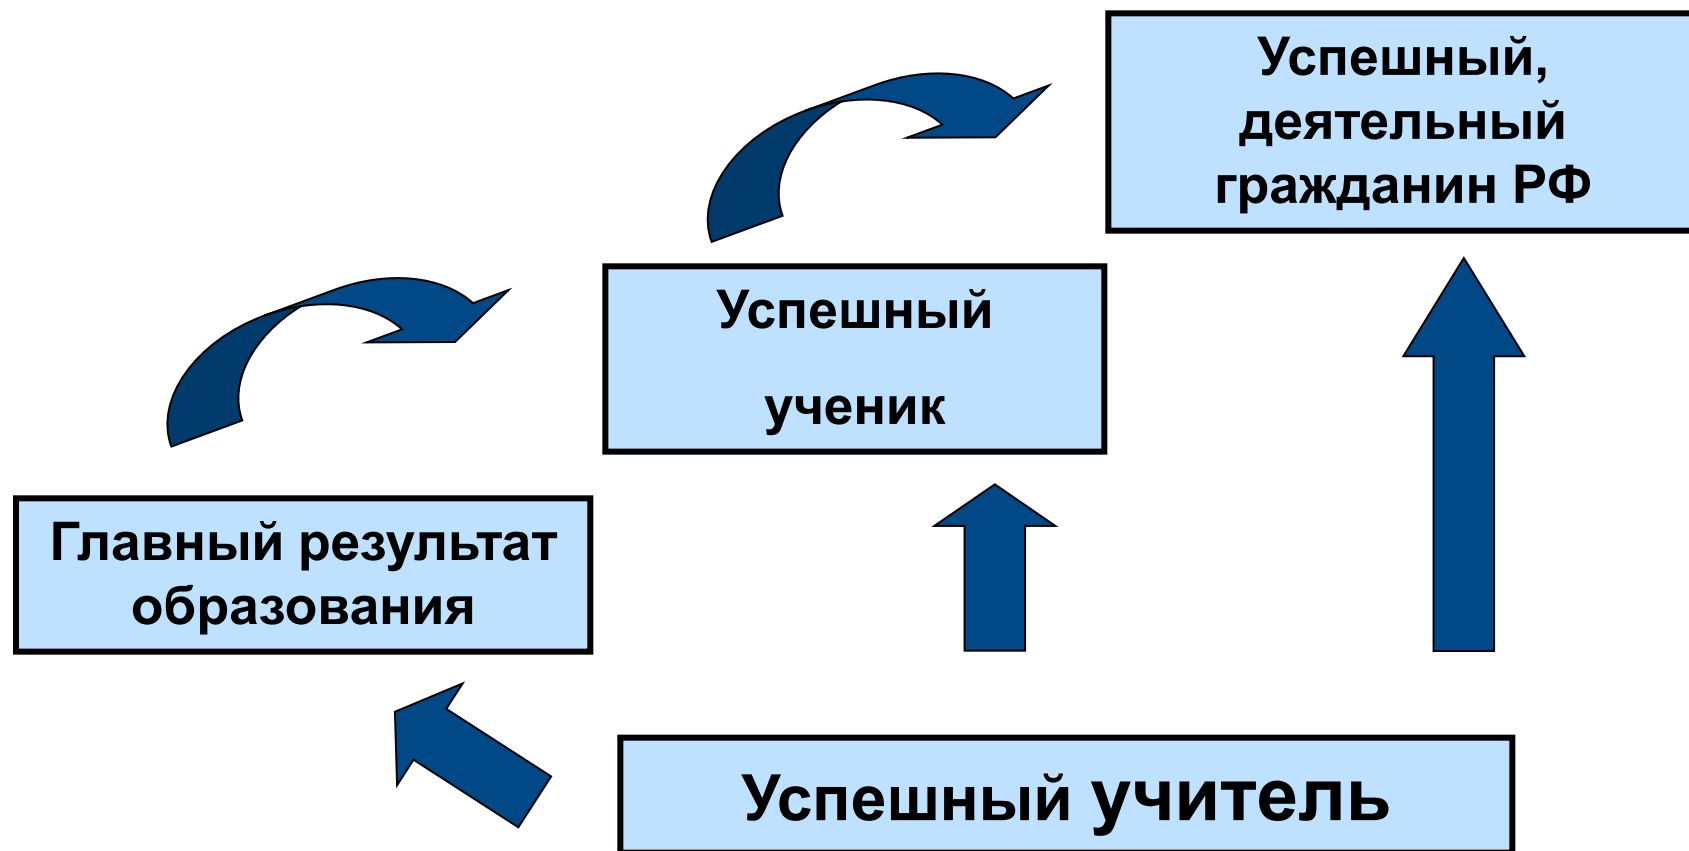 Успешный,
деятельный
гражданин РФ
Успешный
ученик
Главный результат
образования
Успешный учитель